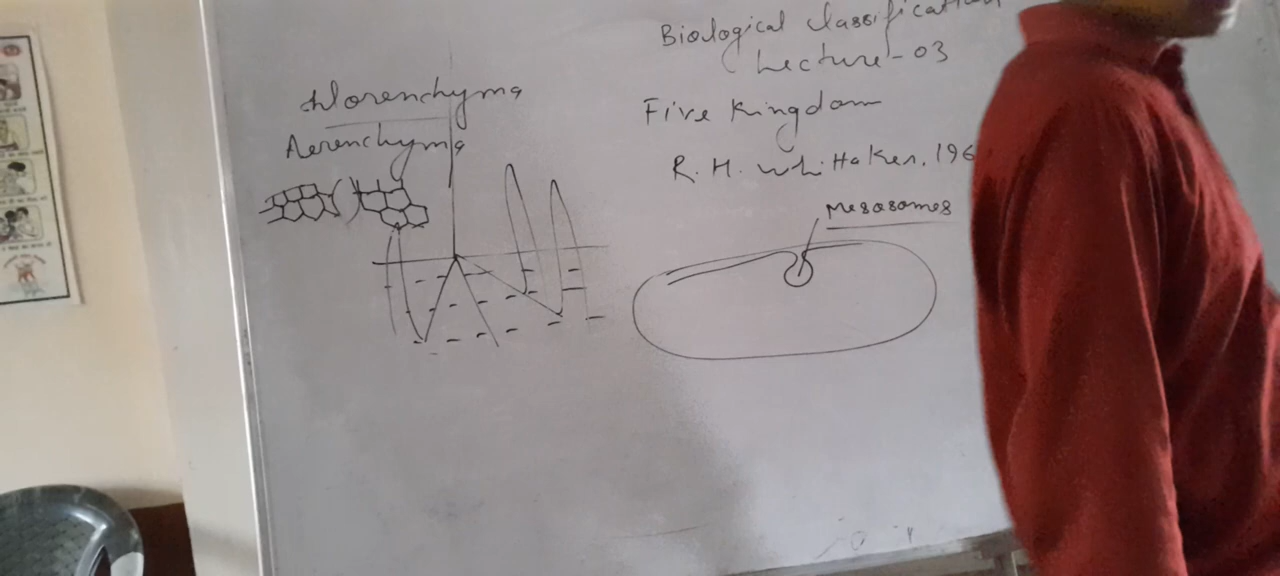 Chlorenchyma
Aerenchyma
Biological Classification
Lecture-03
Five Kingdom
R.H. Whittaker, 196
Mesosomes